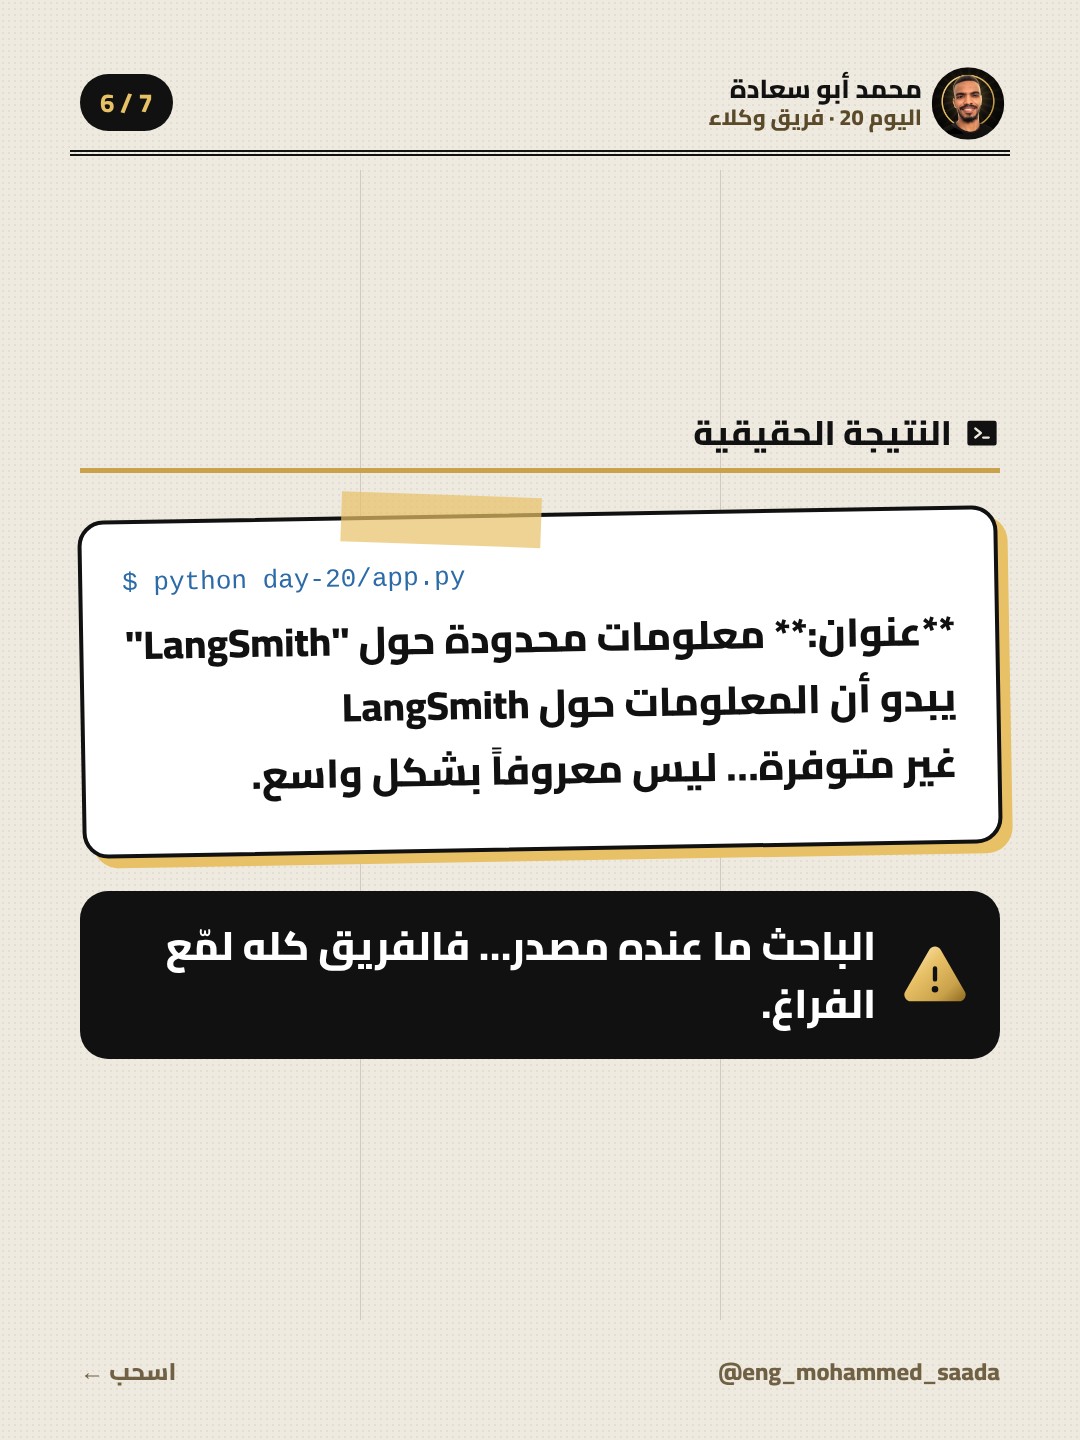 محمد أبو سعادة
اليوم 20 · فريق وكلاء
6 / 7
النتيجة الحقيقية
$ python day-20/app.py
**عنوان:** معلومات محدودة حول "LangSmith"
يبدو أن المعلومات حول LangSmith
غير متوفرة... ليس معروفاً بشكل واسع.
الباحث ما عنده مصدر... فالفريق كله لمّع
الفراغ.
@eng_mohammed_saada
اسحب ←